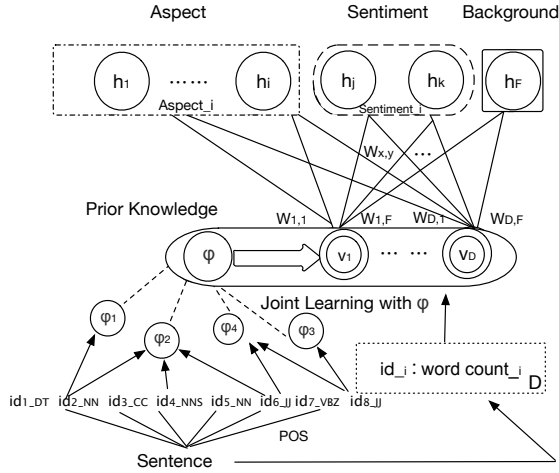 Aspect Sentiment Background
h1 …… hi hj hk hF
Aspect_i Sentiment_i
Wx,y …
Prior Knowledge W1,1 W1,F WD,1 WD,F
φ v1 … … vD
Joint Learning with φ
φ1 φ2 φ4 φ3
id_i : word count_i D
id1_DT id2_NN id3_CC id4_NNS id5_NN id6_JJ id7_VBZ id8_JJ
POS
Sentence